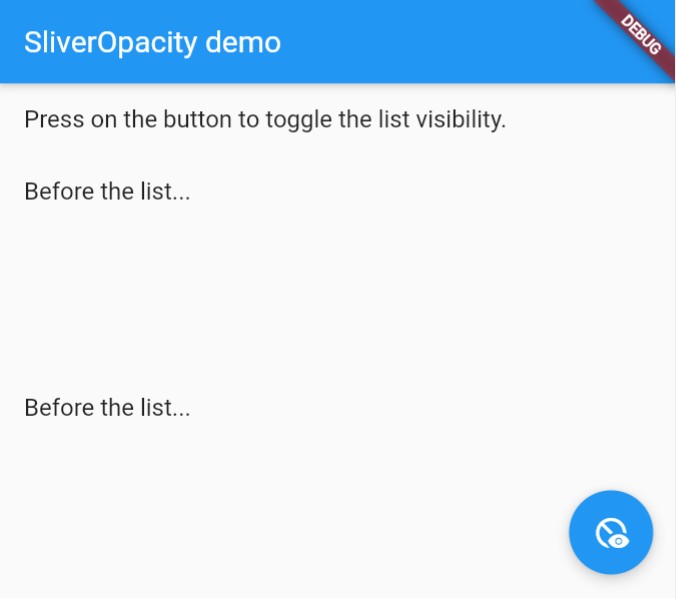 SliverOpacity demo
DEBUG
Press on the button to toggle the list visibility.
Before the list...
Before the list...